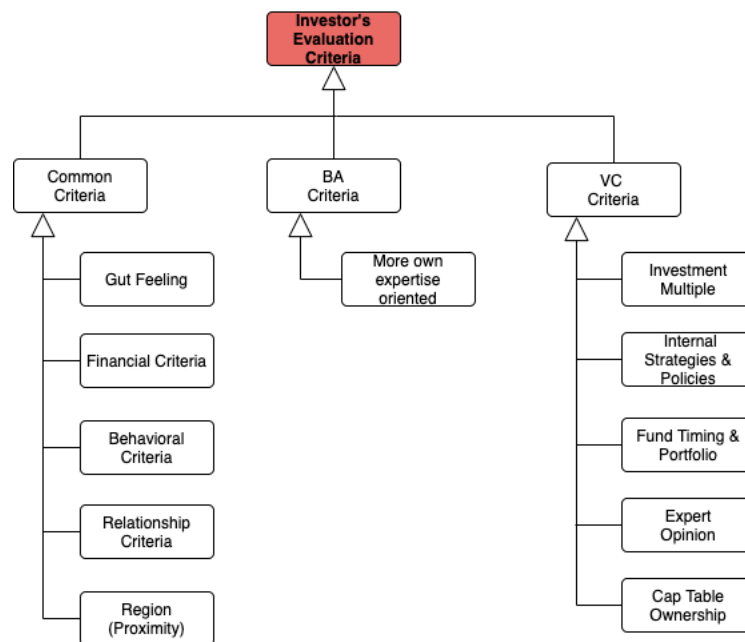 Investor's
Evaluation
Criteria
Common
Criteria
BA
Criteria
VC
Criteria
Gut Feeling
Financial Criteria
Behavioral
Criteria
Relationship
Criteria
Region
(Proximity)
More own
expertise
oriented
Investment
Multiple
Internal
Strategies &
Policies
Fund Timing &
Portfolio
Expert
Opinion
Cap Table
Ownership